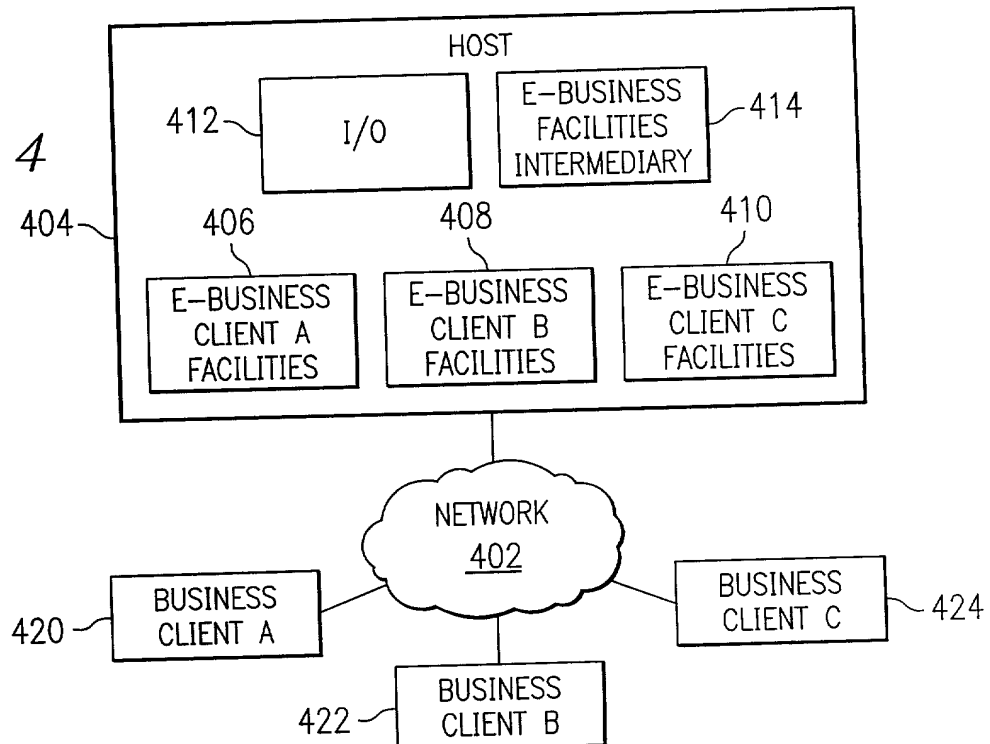 HOST
412
I/O
E-BUSINESS
FACILITIES
INTERMEDIARY
414
4
404
406
408
410
E-BUSINESS
CLIENT A
FACILITIES
E-BUSINESS
CLIENT B
FACILITIES
E-BUSINESS
CLIENT C
FACILITIES
NETWORK
402
420
BUSINESS
CLIENT A
BUSINESS
CLIENT C
424
422
BUSINESS
CLIENT B